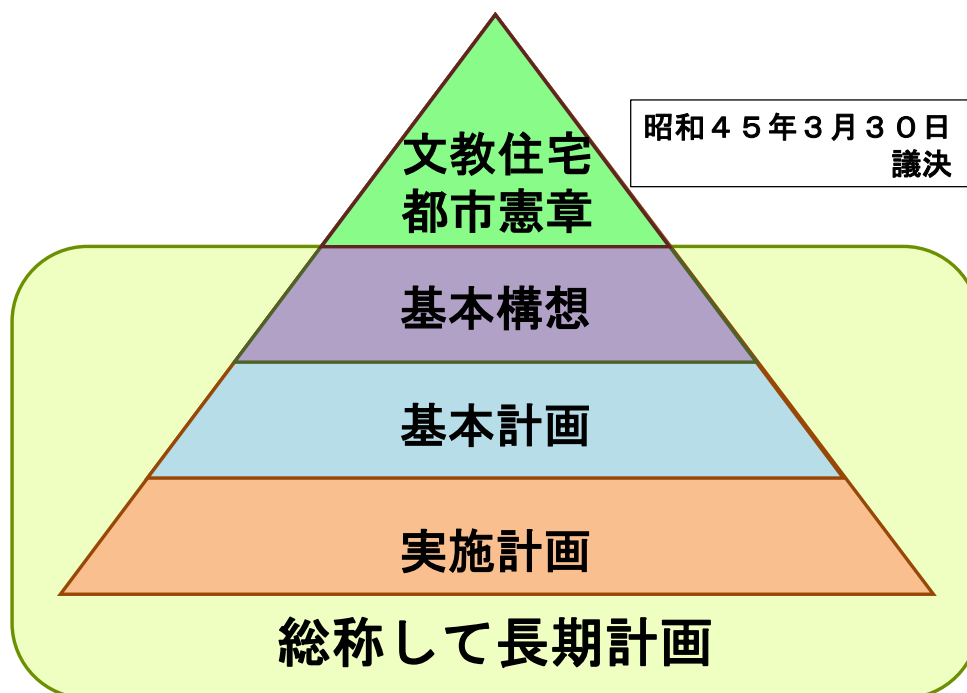 文教住宅
都市憲章
昭和４５年３月３０日
議決
基本構想
基本計画
実施計画
総称して長期計画